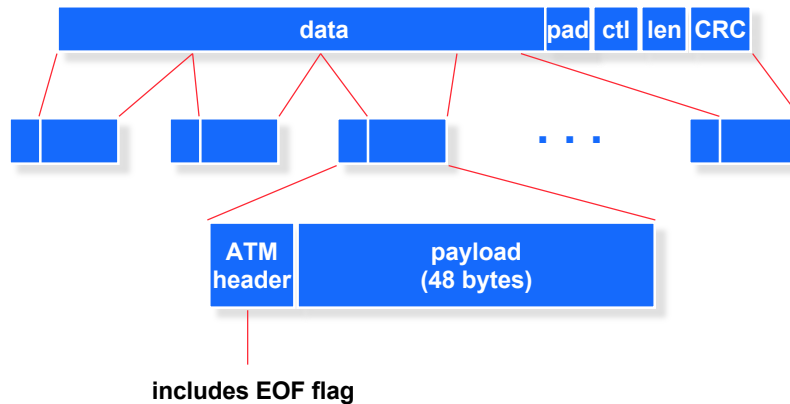 data pad ctl len CRC
. . .
ATM
header
payload
(48 bytes)
includes EOF flag